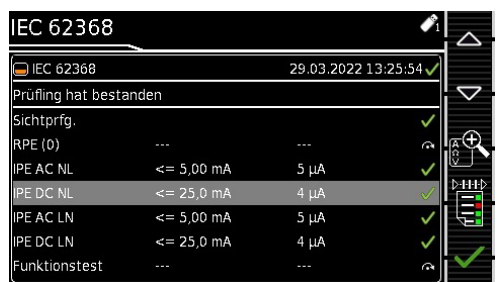 IEC 62368
1
IEC 62368 29.03.2022 13:25:54
Prüfling hat bestanden
Sichtprfg.
RPE (0) --- ---
IPE AC NL <= 5,00 mA 5 µA
IPE DC NL <= 25,0 mA 4 µA
IPE AC LN <= 5,00 mA 5 µA
IPE DC LN <= 25,0 mA 4 µA
Funktionstest --- ---
A
Ω
V